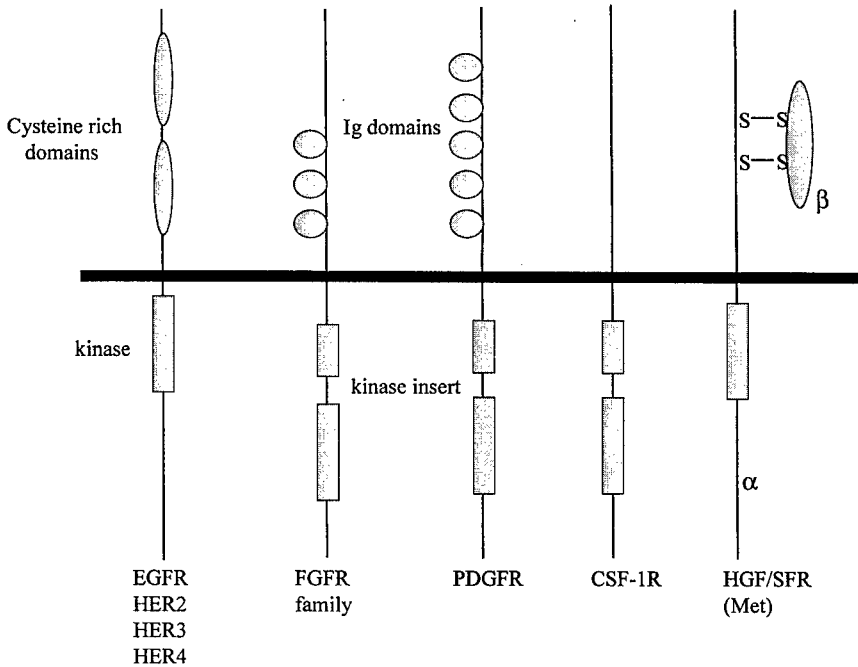 Cysteine rich
domains
Ig domains
S—S
S—S
β
kinase
kinase insert
α
EGFR
HER2
HER3
HER4
FGFR
family
PDGFR
CSF-1R
HGF/SFR
(Met)